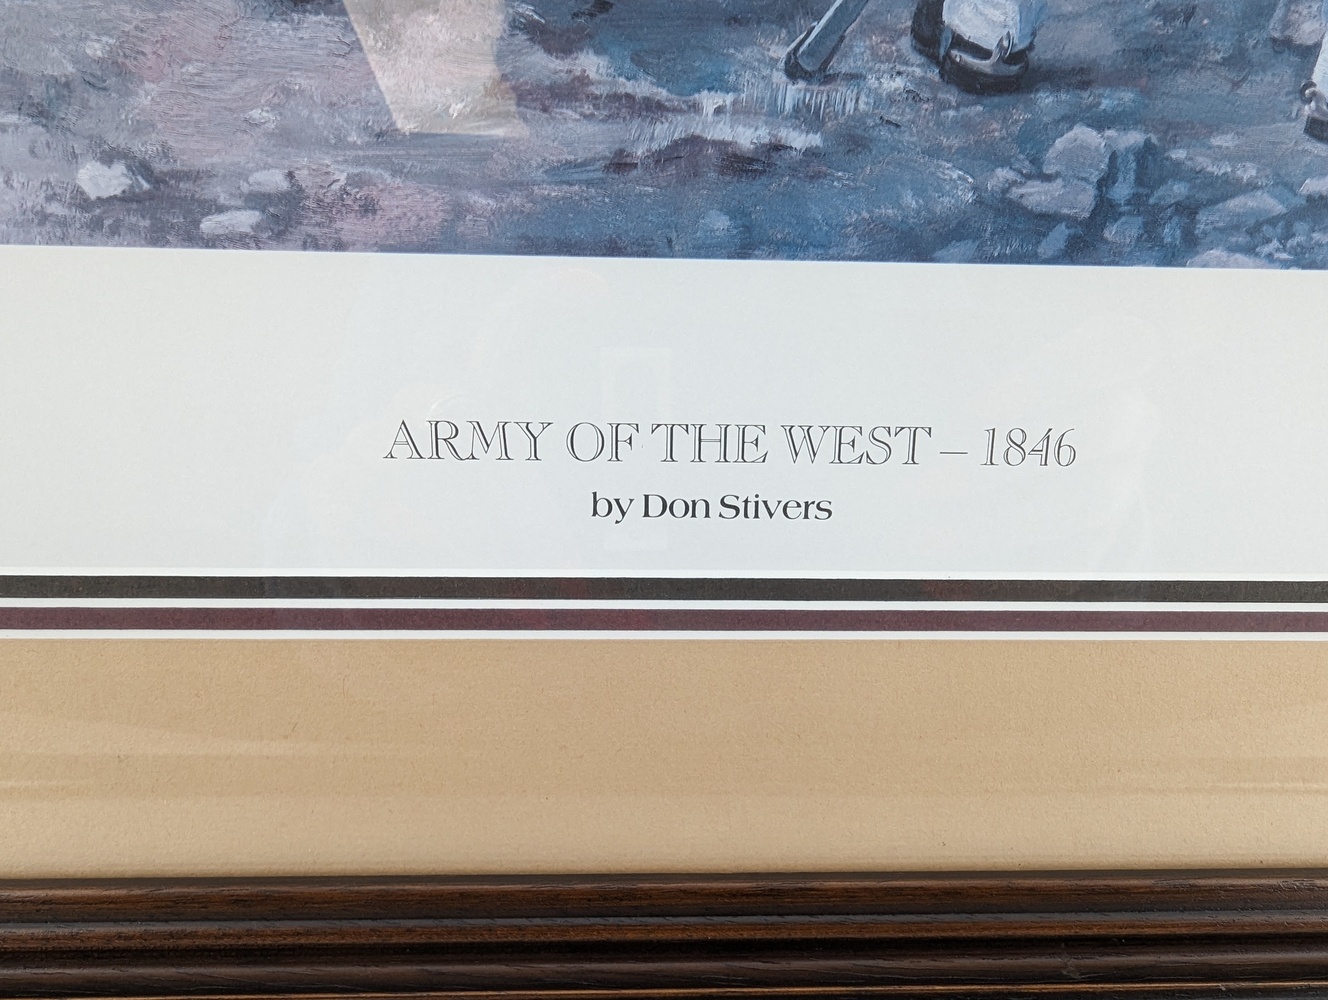 ARMY OF THE WEST – 1846
by Don Stivers